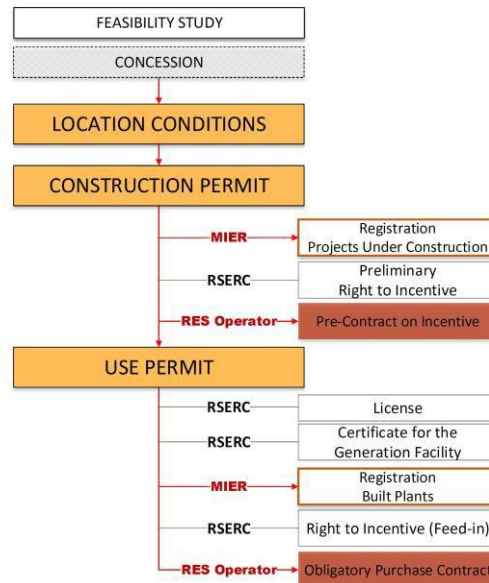 FEASIBILITY STUDY
CONCESSION
LOCATION CONDITIONS
CONSTRUCTION PERMIT
MIER
Registration
Projects Under Construction
RSERC
Preliminary
Right to Incentive
RES Operator
Pre-Contract on Incentive
USE PERMIT
RSERC
License
RSERC
Certificate for the
Generation Facility
MIER
Registration
Built Plants
RSERC
Right to Incentive (Feed-in)
RES Operator
Obligatory Purchase Contract